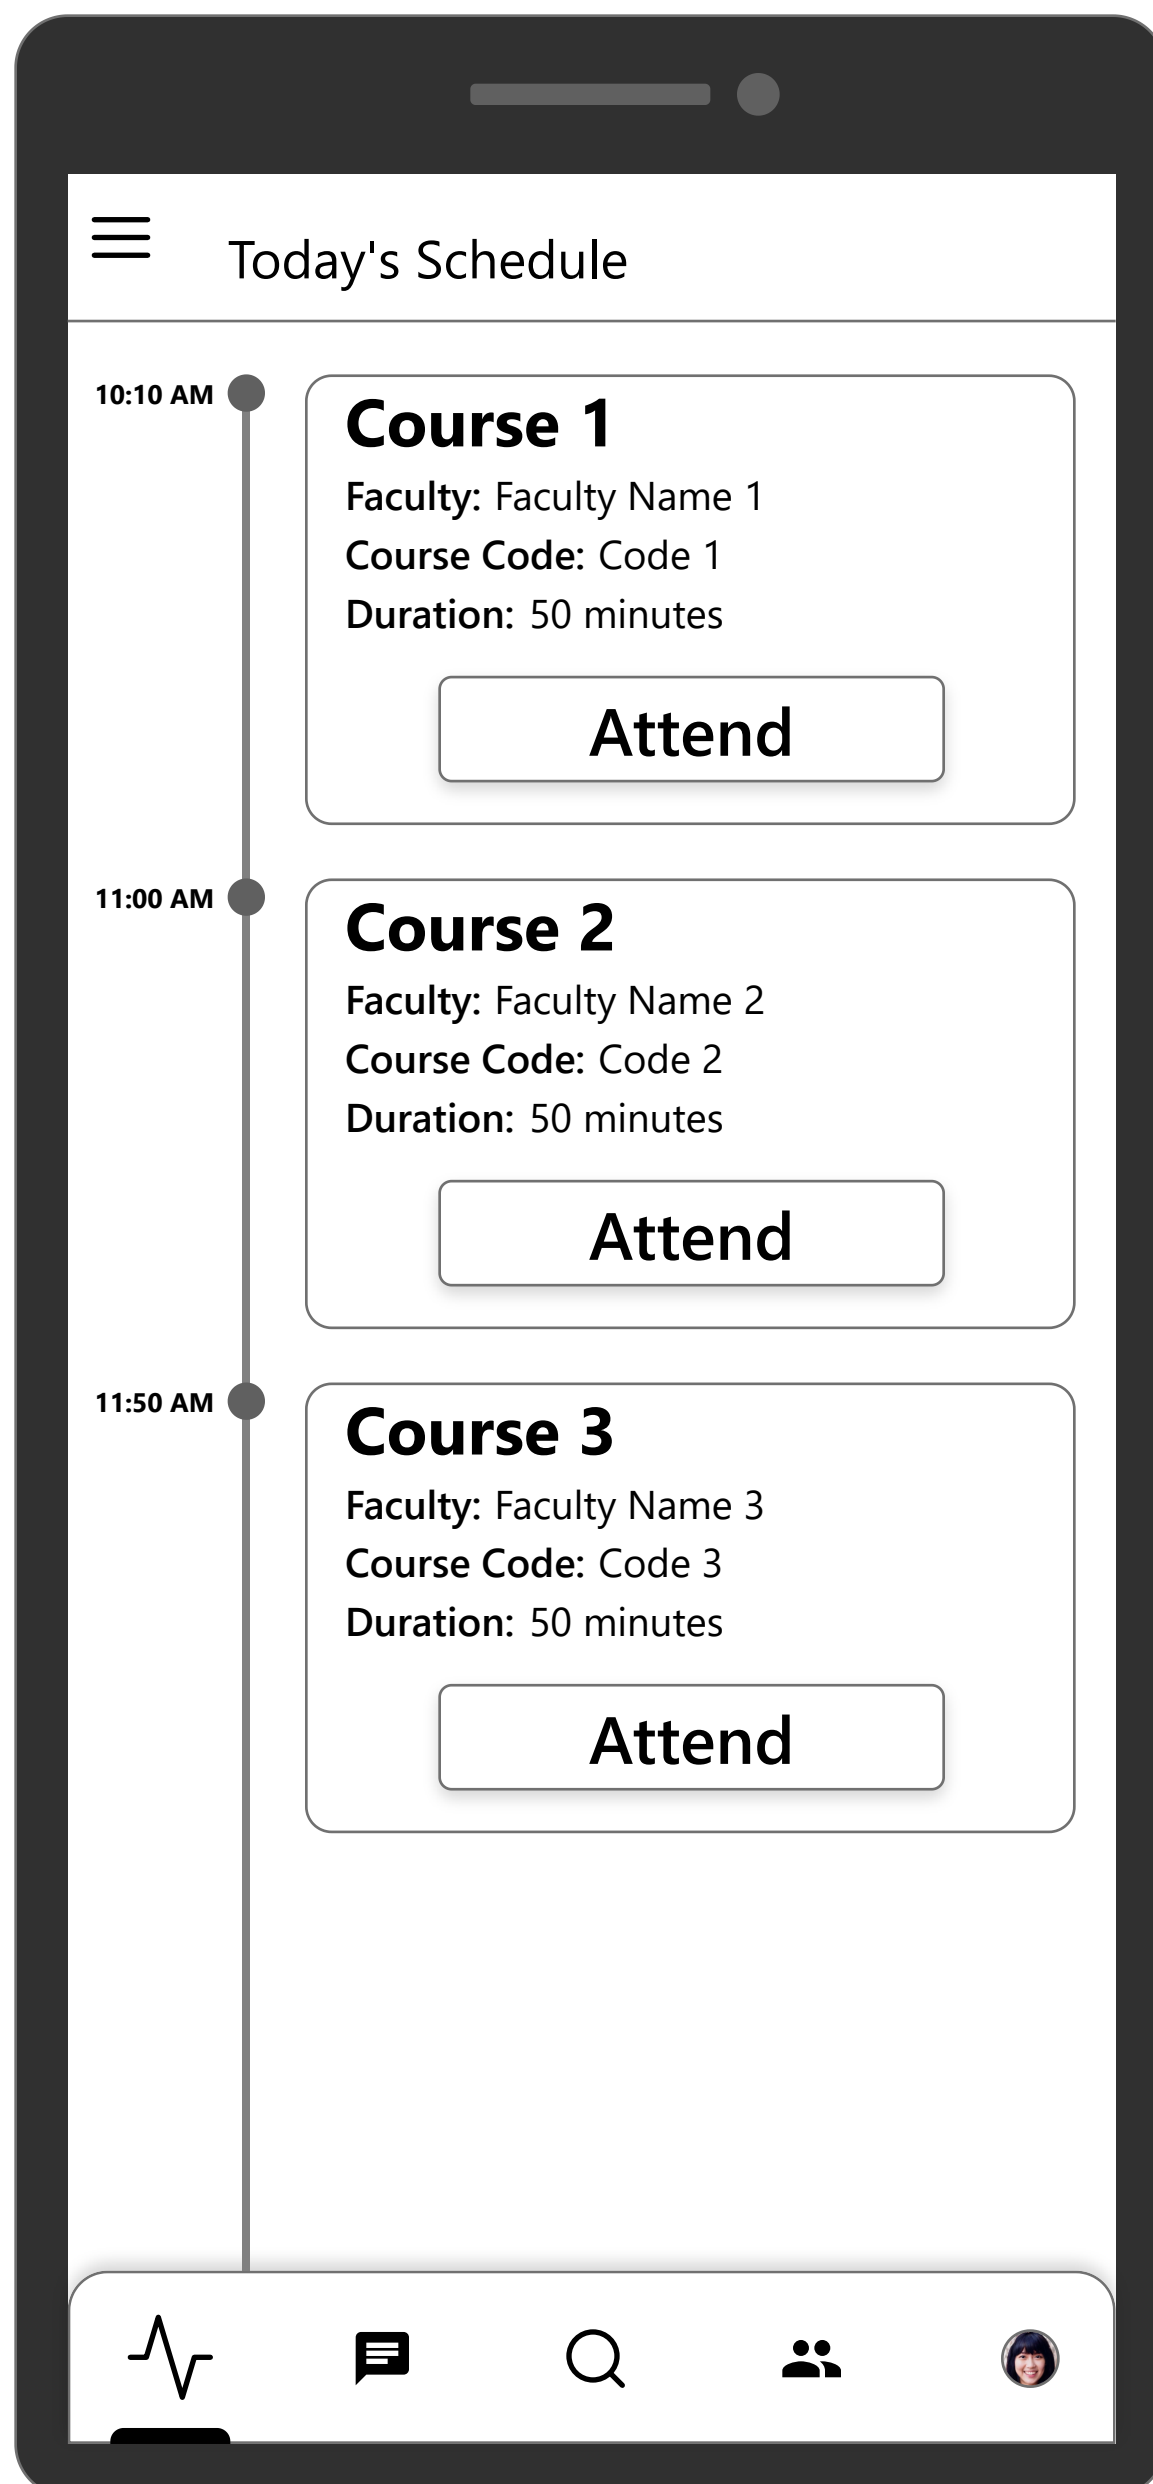 Today's Schedule
10:10 AM
Course 1
Faculty: Faculty Name 1
Course Code: Code 1
Duration: 50 minutes
Attend
11:00 AM
Course 2
Faculty: Faculty Name 2
Course Code: Code 2
Duration: 50 minutes
Attend
11:50 AM
Course 3
Faculty: Faculty Name 3
Course Code: Code 3
Duration: 50 minutes
Attend